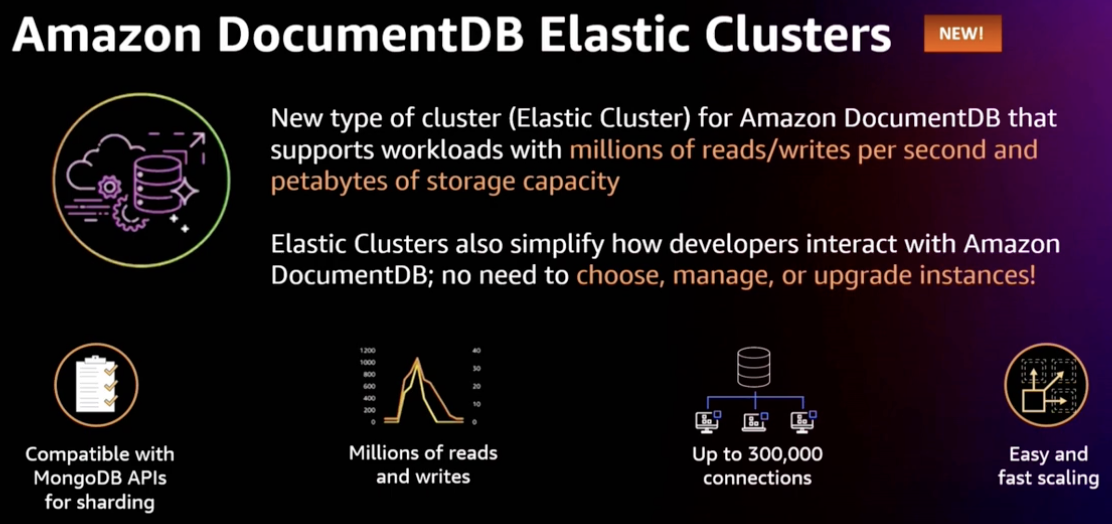 Amazon DocumentDB Elastic Clusters
NEW!
New type of cluster (Elastic Cluster) for Amazon DocumentDB that
supports workloads with millions of reads/writes per second and
petabytes of storage capacity
Elastic Clusters also simplify how developers interact with Amazon
DocumentDB; no need to choose, manage, or upgrade instances!
Compatible with
MongoDB APIs
for sharding
1200
1000
800
600
400
200
0
40
30
20
10
0
Millions of reads
and writes
Up to 300,000
connections
Easy and
fast scaling